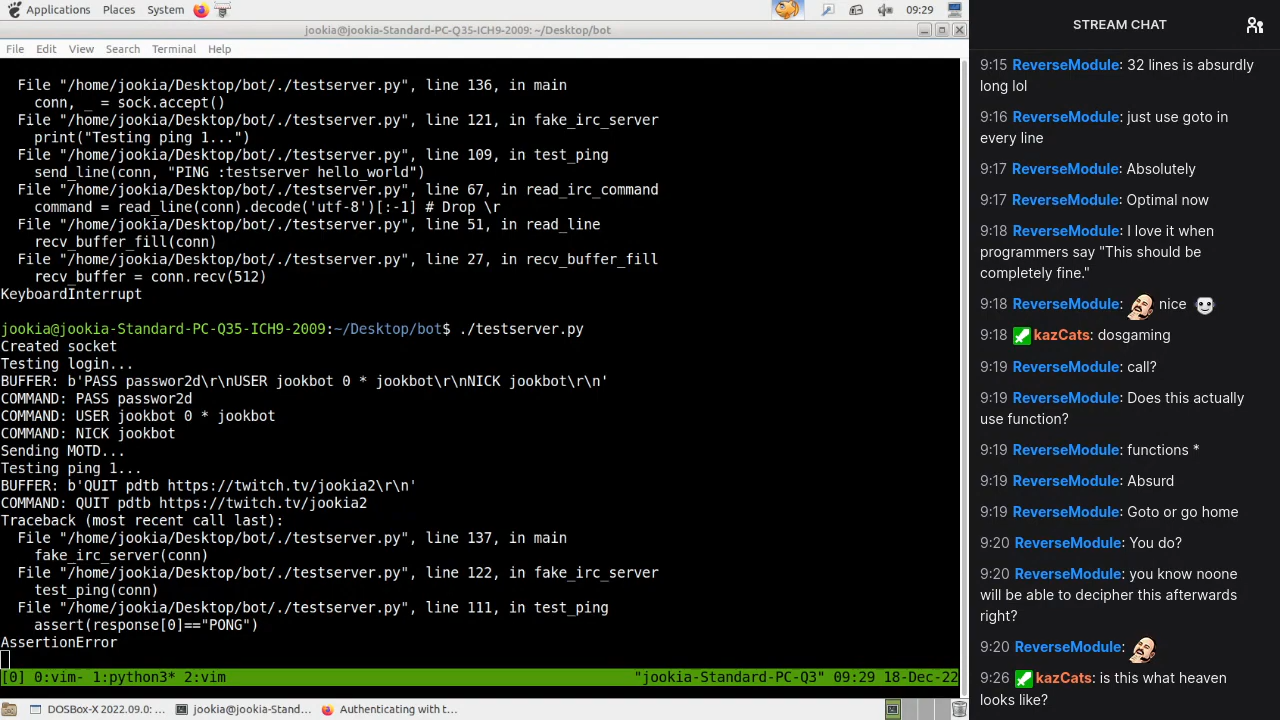 Applications Places System 09:29
jookia@jookia-Standard-PC-Q35-ICH9-2009: ~/Desktop/bot
File Edit View Search Terminal Help
File "/home/jookia/Desktop/bot/./testserver.py", line 136, in main
conn, _ = sock.accept()
File "/home/jookia/Desktop/bot/./testserver.py", line 121, in fake_irc_server
print("Testing ping 1...")
File "/home/jookia/Desktop/bot/./testserver.py", line 109, in test_ping
send_line(conn, "PING :testserver hello_world")
File "/home/jookia/Desktop/bot/./testserver.py", line 67, in read_irc_command
command = read_line(conn).decode('utf-8')[:-1] # Drop \r
File "/home/jookia/Desktop/bot/./testserver.py", line 51, in read_line
recv_buffer_fill(conn)
File "/home/jookia/Desktop/bot/./testserver.py", line 27, in recv_buffer_fill
recv_buffer = conn.recv(512)
KeyboardInterrupt
jookia@jookia-Standard-PC-Q35-ICH9-2009:~/Desktop/bot$ ./testserver.py
Created socket
Testing login...
BUFFER: b'PASS passwor2d\r\nUSER jookbot 0 * jookbot\r\nNICK jookbot\r\n'
COMMAND: PASS passwor2d
COMMAND: USER jookbot 0 * jookbot
COMMAND: NICK jookbot
Sending MOTD...
Testing ping 1...
BUFFER: b'QUIT pdtb https://twitch.tv/jookia2\r\n'
COMMAND: QUIT pdtb https://twitch.tv/jookia2
Traceback (most recent call last):
File "/home/jookia/Desktop/bot/./testserver.py", line 137, in main
fake_irc_server(conn)
File "/home/jookia/Desktop/bot/./testserver.py", line 122, in fake_irc_server
test_ping(conn)
File "/home/jookia/Desktop/bot/./testserver.py", line 111, in test_ping
assert(response[0]=="PONG")
AssertionError
[0] 0:vim- 1:python3* 2:vim "jookia-Standard-PC-Q3" 09:29 18-Dec-22
DOSBox-X 2022.09.0: ... jookia@jookia-Stand... Authenticating with t...
STREAM CHAT
9:15 ReverseModule: 32 lines is absurdly
long lol
9:16 ReverseModule: just use goto in
every line
9:17 ReverseModule: Absolutely
9:17 ReverseModule: Optimal now
9:18 ReverseModule: I love it when
programmers say "This should be
completely fine."
9:18 ReverseModule: nice
9:18 kazCats: dosgaming
9:19 ReverseModule: call?
9:19 ReverseModule: Does this actually
use function?
9:19 ReverseModule: functions *
9:19 ReverseModule: Absurd
9:19 ReverseModule: Goto or go home
9:20 ReverseModule: You do?
9:20 ReverseModule: you know noone
will be able to decipher this afterwards
right?
9:20 ReverseModule:
9:26 kazCats: is this what heaven
looks like?